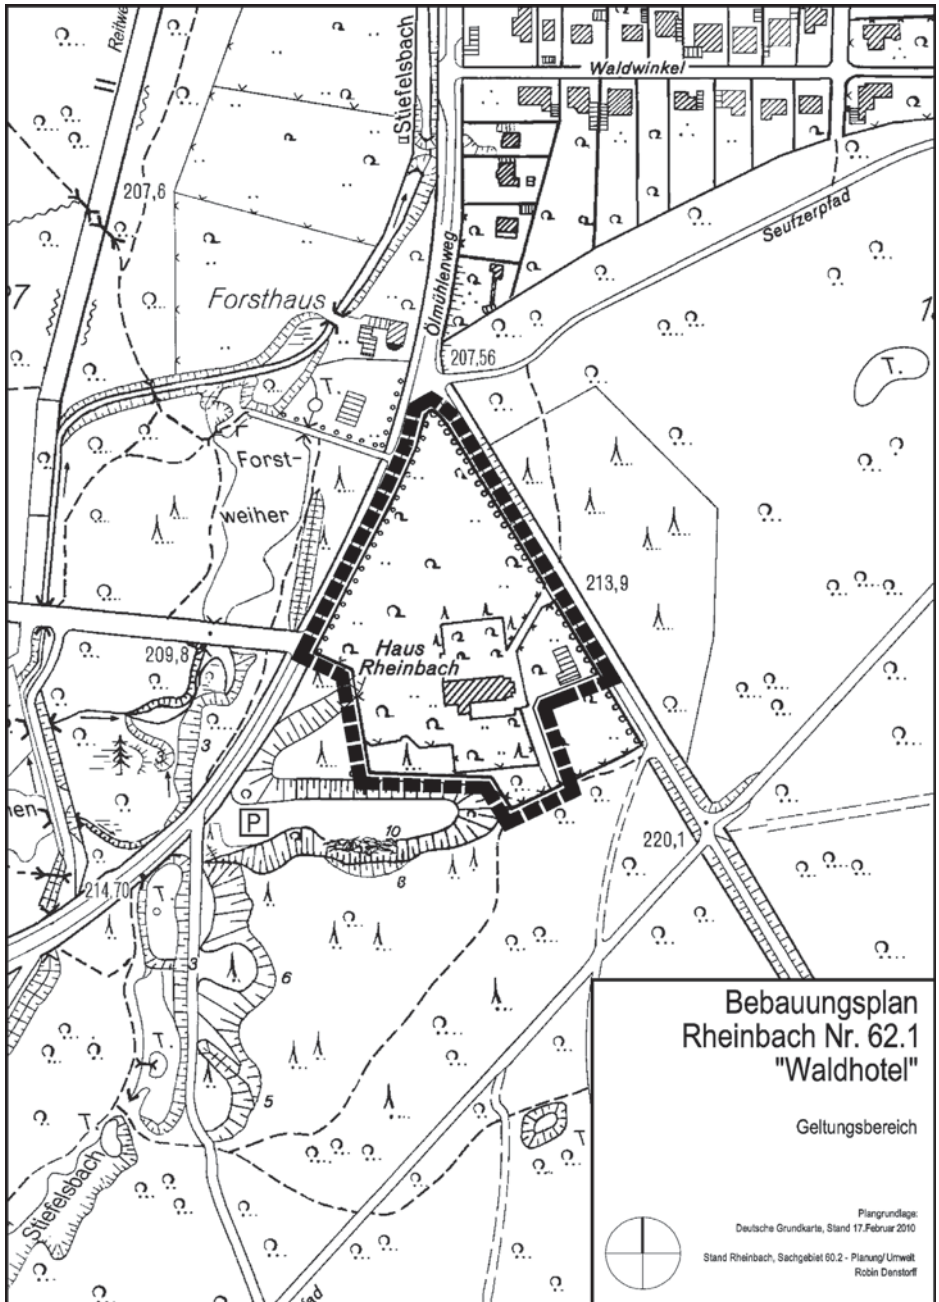 Reitwe
Stiefelsbach
Waldwinkel
207,6
Seufzerpfad
Ölmühlenweg
Forsthaus
207,56
T.
T.
Forst-
weiher
213,9
Haus
Rheinbach
209,8
3
3
P
10
8
220,1
214,70
T.
3
6
5
T.
T
T
Stiefelsbach
Bebauungsplan
Rheinbach Nr. 62.1
"Waldhotel"
Geltungsbereich
Plangrundlage:
Deutsche Grundkarte, Stand 17.Februar 2010
Stand Rheinbach, Sachgebiet 60.2 - Planung/ Umwelt
Robin Denstorff